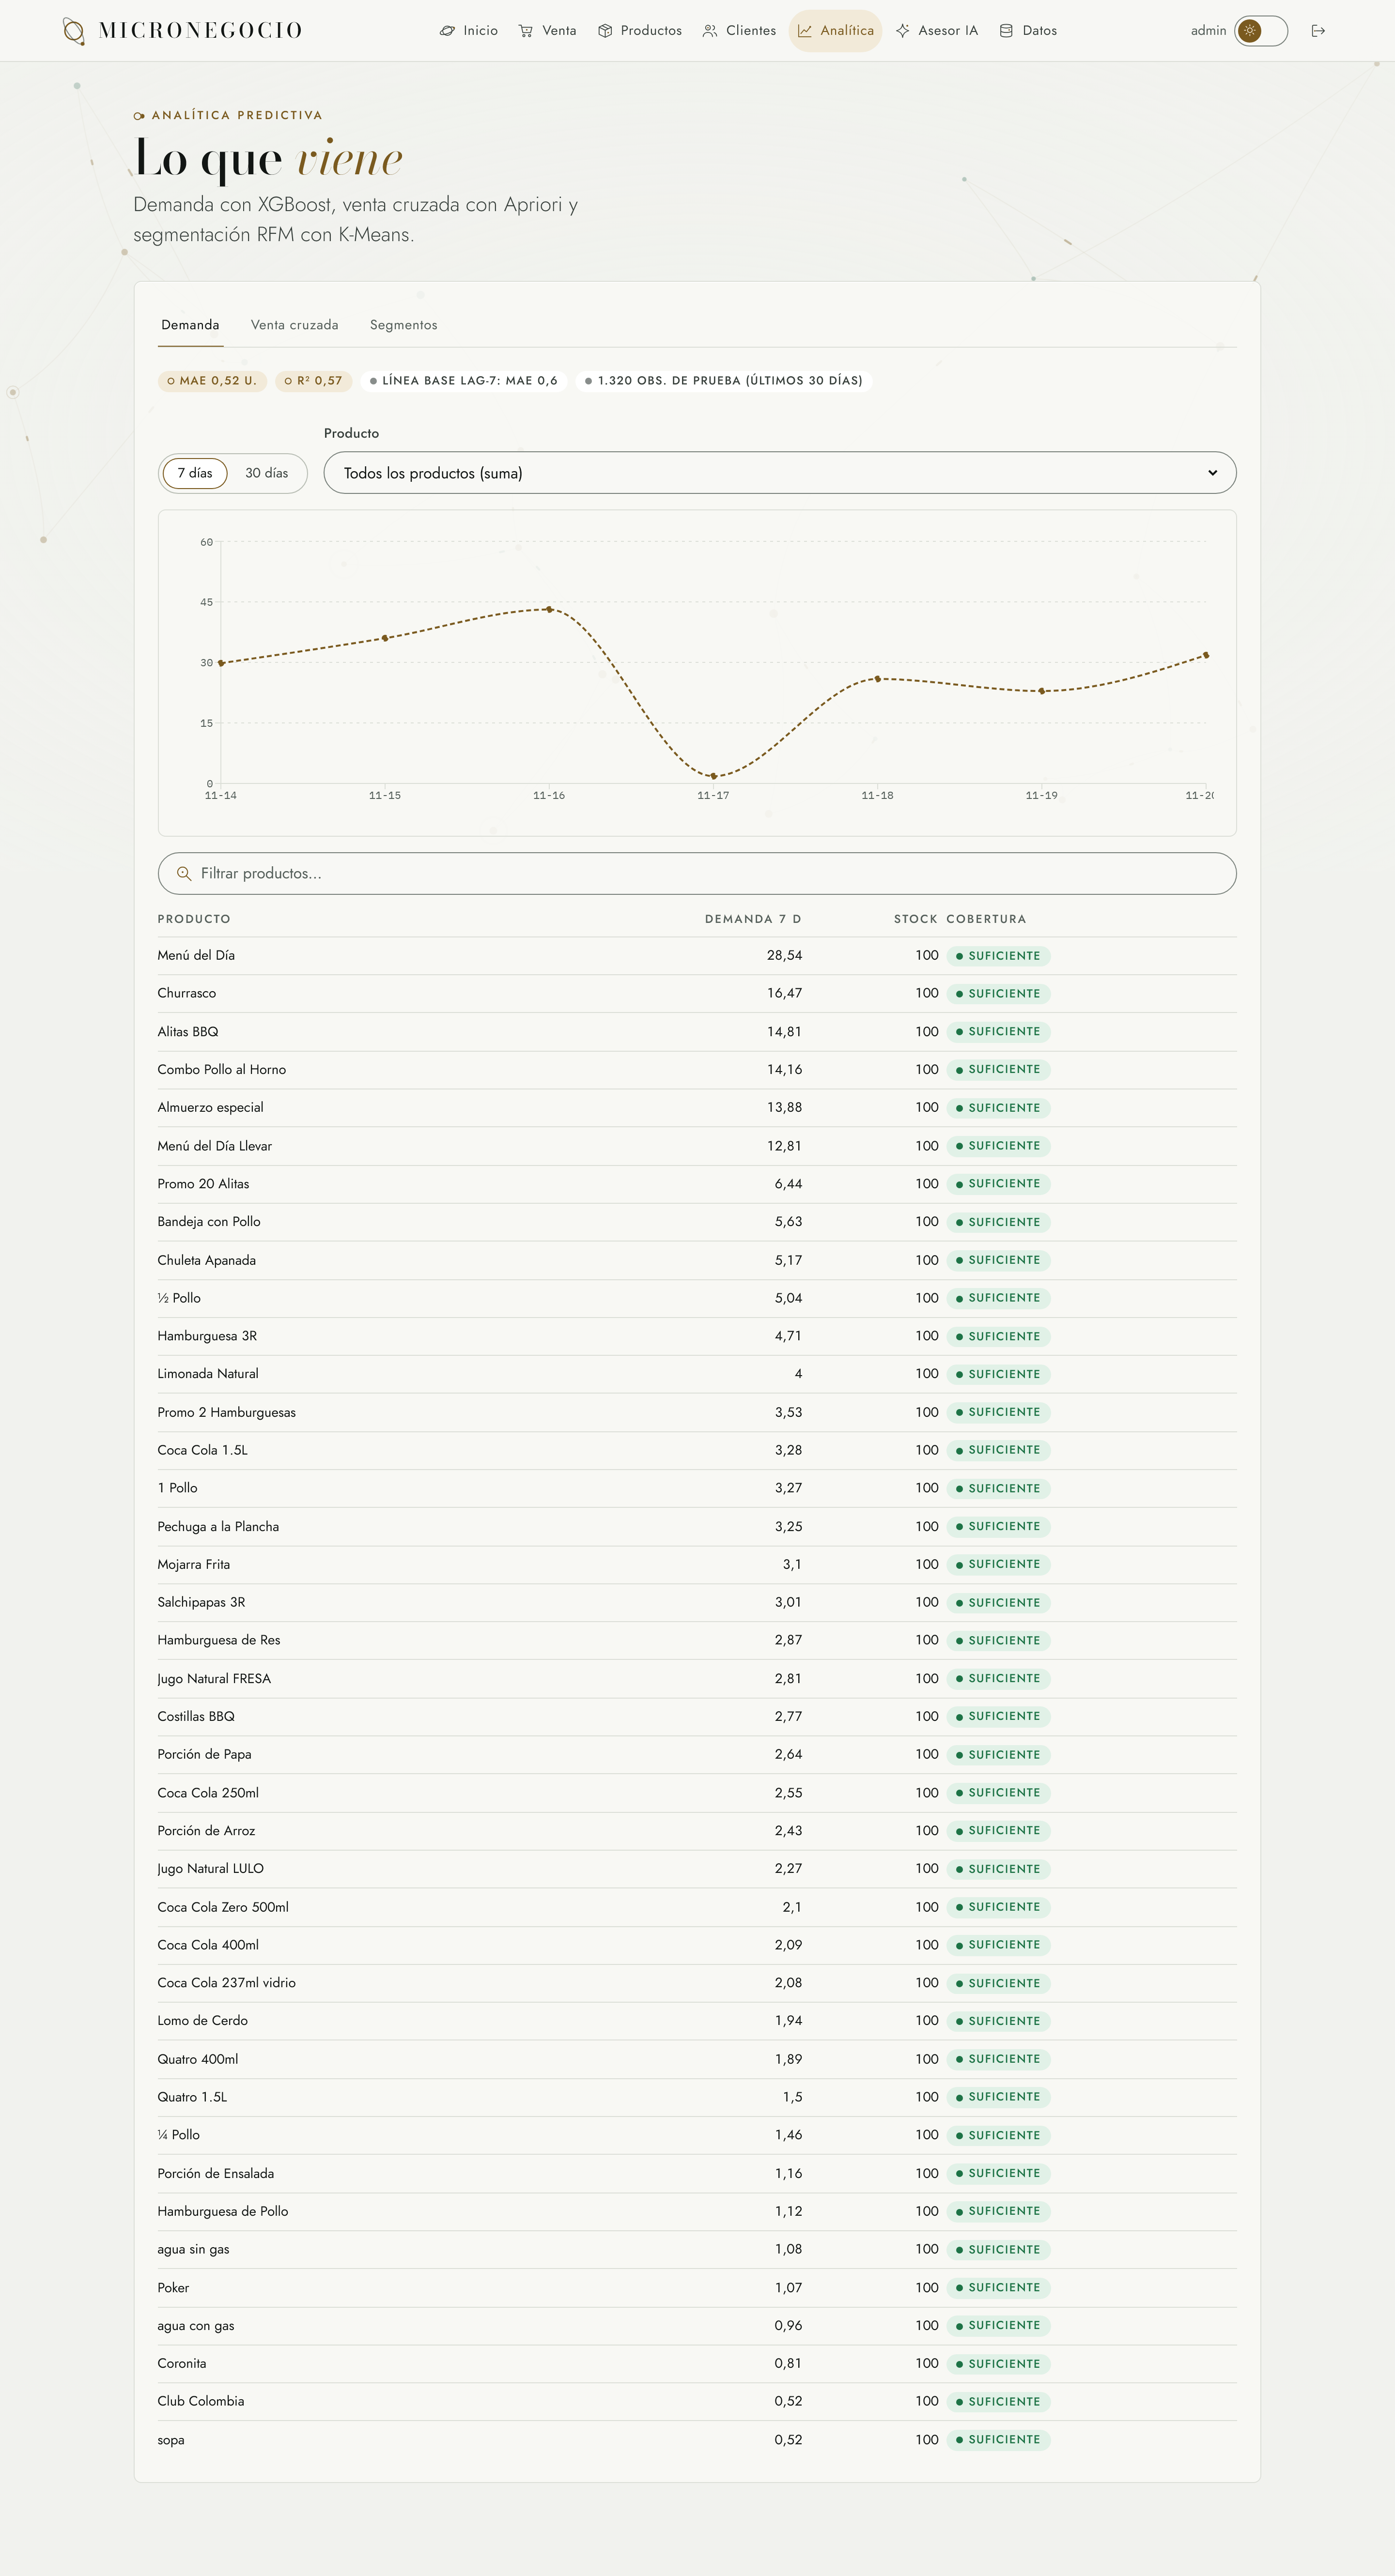 MICRONEGOCIO
Inicio Venta Productos Clientes Analítica Asesor IA Datos
admin
ANALÍTICA PREDICTIVA
Lo que viene
Demanda con XGBoost, venta cruzada con Apriori y
segmentación RFM con K-Means.
Demanda Venta cruzada Segmentos
MAE 0,52 U. R² 0,57 LÍNEA BASE LAG-7: MAE 0,6 1.320 OBS. DE PRUEBA (ÚLTIMOS 30 DÍAS)
Producto
7 días 30 días Todos los productos (suma)
60
45
30
15
0
11-14 11-15 11-16 11-17 11-18 11-19 11-20
Filtrar productos...
PRODUCTO DEMANDA 7 D STOCK COBERTURA
Menú del Día 28,54 100 SUFICIENTE
Churrasco 16,47 100 SUFICIENTE
Alitas BBQ 14,81 100 SUFICIENTE
Combo Pollo al Horno 14,16 100 SUFICIENTE
Almuerzo especial 13,88 100 SUFICIENTE
Menú del Día Llevar 12,81 100 SUFICIENTE
Promo 20 Alitas 6,44 100 SUFICIENTE
Bandeja con Pollo 5,63 100 SUFICIENTE
Chuleta Apanada 5,17 100 SUFICIENTE
½ Pollo 5,04 100 SUFICIENTE
Hamburguesa 3R 4,71 100 SUFICIENTE
Limonada Natural 4 100 SUFICIENTE
Promo 2 Hamburguesas 3,53 100 SUFICIENTE
Coca Cola 1.5L 3,28 100 SUFICIENTE
1 Pollo 3,27 100 SUFICIENTE
Pechuga a la Plancha 3,25 100 SUFICIENTE
Mojarra Frita 3,1 100 SUFICIENTE
Salchipapas 3R 3,01 100 SUFICIENTE
Hamburguesa de Res 2,87 100 SUFICIENTE
Jugo Natural FRESA 2,81 100 SUFICIENTE
Costillas BBQ 2,77 100 SUFICIENTE
Porción de Papa 2,64 100 SUFICIENTE
Coca Cola 250ml 2,55 100 SUFICIENTE
Porción de Arroz 2,43 100 SUFICIENTE
Jugo Natural LULO 2,27 100 SUFICIENTE
Coca Cola Zero 500ml 2,1 100 SUFICIENTE
Coca Cola 400ml 2,09 100 SUFICIENTE
Coca Cola 237ml vidrio 2,08 100 SUFICIENTE
Lomo de Cerdo 1,94 100 SUFICIENTE
Quatro 400ml 1,89 100 SUFICIENTE
Quatro 1.5L 1,5 100 SUFICIENTE
¼ Pollo 1,46 100 SUFICIENTE
Porción de Ensalada 1,16 100 SUFICIENTE
Hamburguesa de Pollo 1,12 100 SUFICIENTE
agua sin gas 1,08 100 SUFICIENTE
Poker 1,07 100 SUFICIENTE
agua con gas 0,96 100 SUFICIENTE
Coronita 0,81 100 SUFICIENTE
Club Colombia 0,52 100 SUFICIENTE
sopa 0,52 100 SUFICIENTE